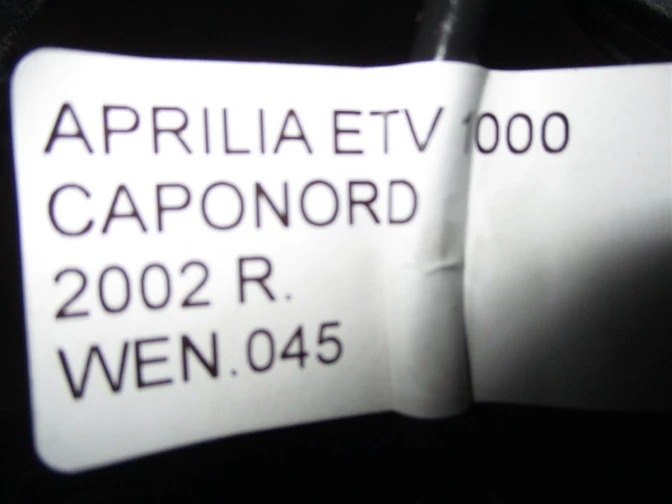 APRILIA ETV 1000
CAPONORD
2002 R.
WEN.045